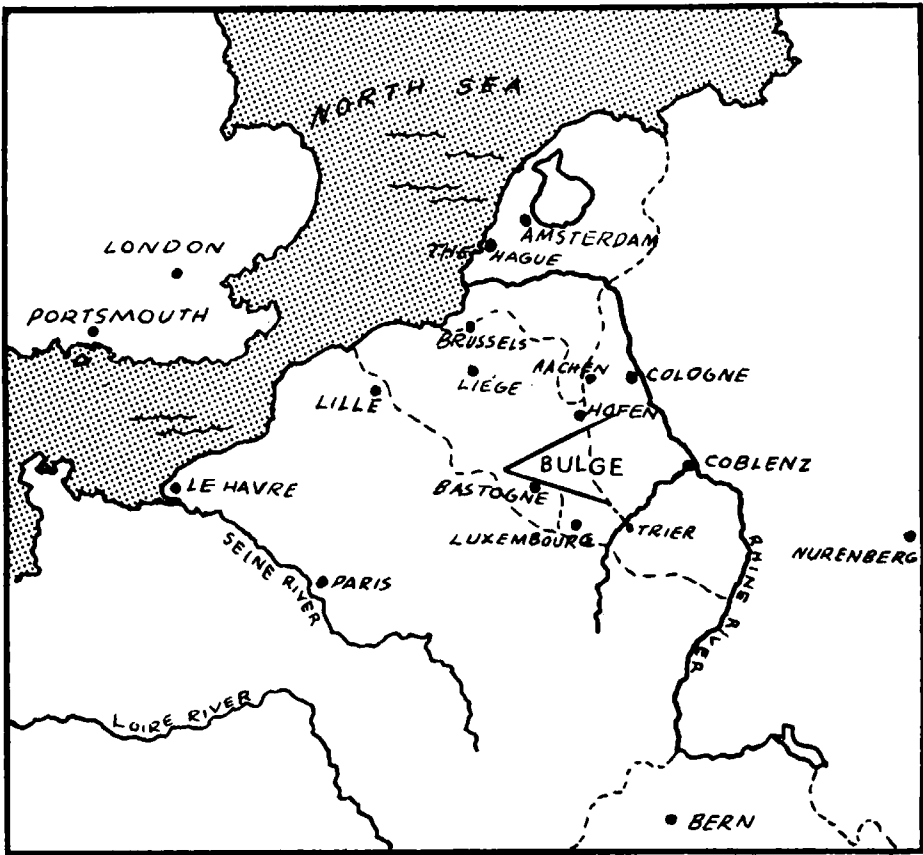 NORTH SEA
AMSTERDAM
THE HAGUE
LONDON
PORTSMOUTH
BRUSSELS
AACHEN
COLOGNE
LIÉGE
LILLE
HOFEN
BULGE
COBLENZ
LE HAVRE
BASTOGNE
LUXEMBOURG
TRIER
NURENBERG
SEINE RIVER
PARIS
RHINE RIVER
LOIRE RIVER
BERN